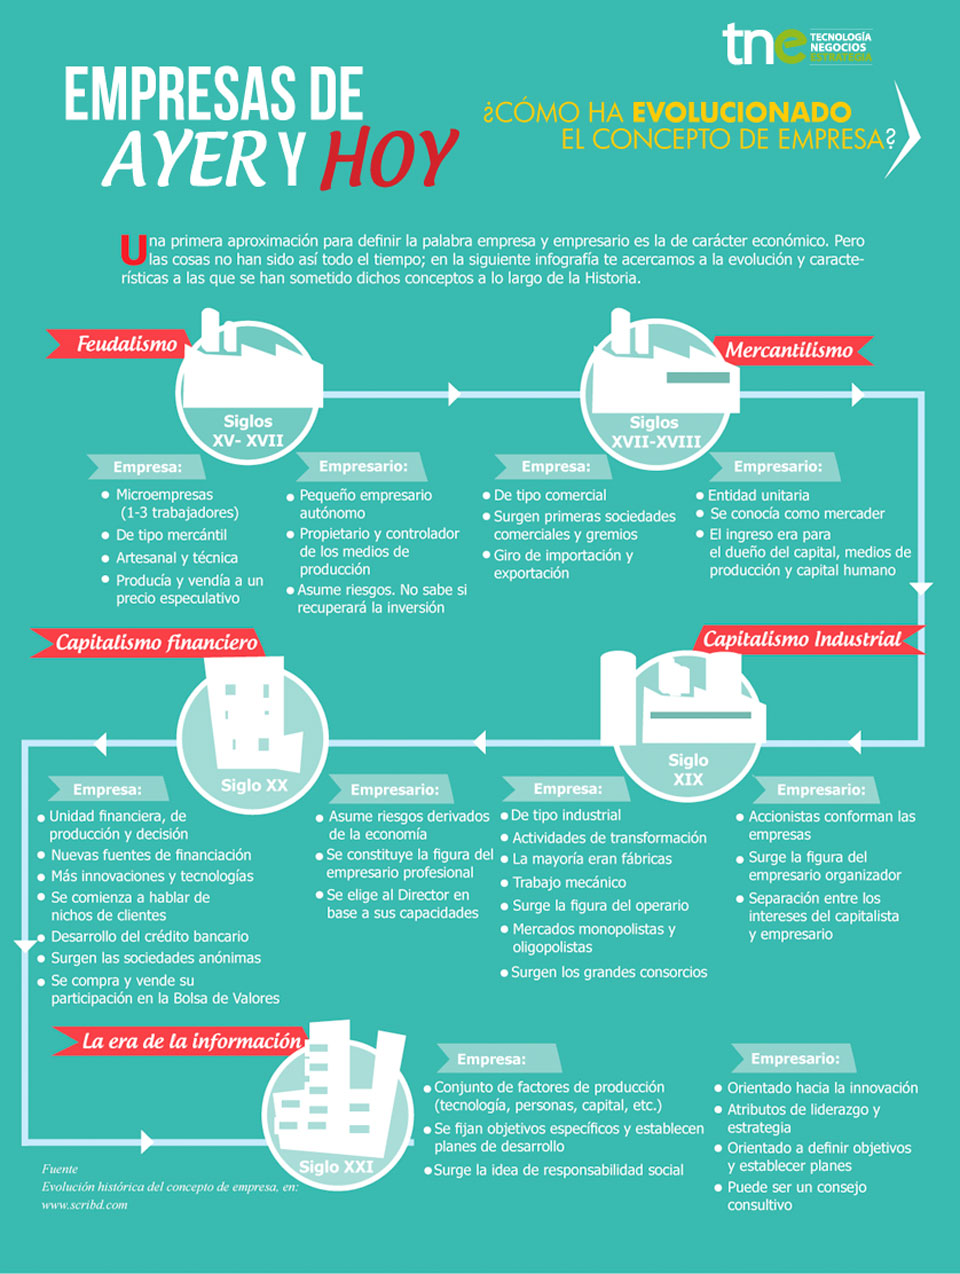 tne TECNOLOGÍA
NEGOCIOS
ESTRATEGIA
EMPRESAS DE
AYER Y HOY
¿CÓMO HA EVOLUCIONADO
EL CONCEPTO DE EMPRESA?
Una primera aproximación para definir la palabra empresa y empresario es la de carácter económico. Pero
las cosas no han sido así todo el tiempo; en la siguiente infografía te acercamos a la evolución y caracte-
rísticas a las que se han sometido dichos conceptos a lo largo de la Historia.
Feudalismo
Siglos
XV- XVII
Empresa:
Microempresas
(1-3 trabajadores)
De tipo mercántil
Artesanal y técnica
Producía y vendía a un
precio especulativo
Empresario:
Pequeño empresario
autónomo
Propietario y controlador
de los medios de
producción
Asume riesgos. No sabe si
recuperará la inversión
Mercantilismo
Siglos
XVII-XVIII
Empresa:
De tipo comercial
Surgen primeras sociedades
comerciales y gremios
Giro de importación y
exportación
Empresario:
Entidad unitaria
Se conocía como mercader
El ingreso era para
el dueño del capital, medios de
producción y capital humano
Capitalismo financiero
Siglo XX
Empresa:
Unidad financiera, de
producción y decisión
Nuevas fuentes de financiación
Más innovaciones y tecnologías
Se comienza a hablar de
nichos de clientes
Desarrollo del crédito bancario
Surgen las sociedades anónimas
Se compra y vende su
participación en la Bolsa de Valores
Empresario:
Asume riesgos derivados
de la economía
Se constituye la figura del
empresario profesional
Se elige al Director en
base a sus capacidades
Capitalismo Industrial
Siglo
XIX
Empresa:
De tipo industrial
Actividades de transformación
La mayoría eran fábricas
Trabajo mecánico
Surge la figura del operario
Mercados monopolistas y
oligopolistas
Surgen los grandes consorcios
Empresario:
Accionistas conforman las
empresas
Surge la figura del
empresario organizador
Separación entre los
intereses del capitalista
y empresario
La era de la información
Siglo XXI
Empresa:
Conjunto de factores de producción
(tecnología, personas, capital, etc.)
Se fijan objetivos específicos y establecen
planes de desarrollo
Surge la idea de responsabilidad social
Empresario:
Orientado hacia la innovación
Atributos de liderazgo y
estrategia
Orientado a definir objetivos
y establecer planes
Puede ser un consejo
consultivo
Fuente
Evolución histórica del concepto de empresa, en:
www.scribd.com